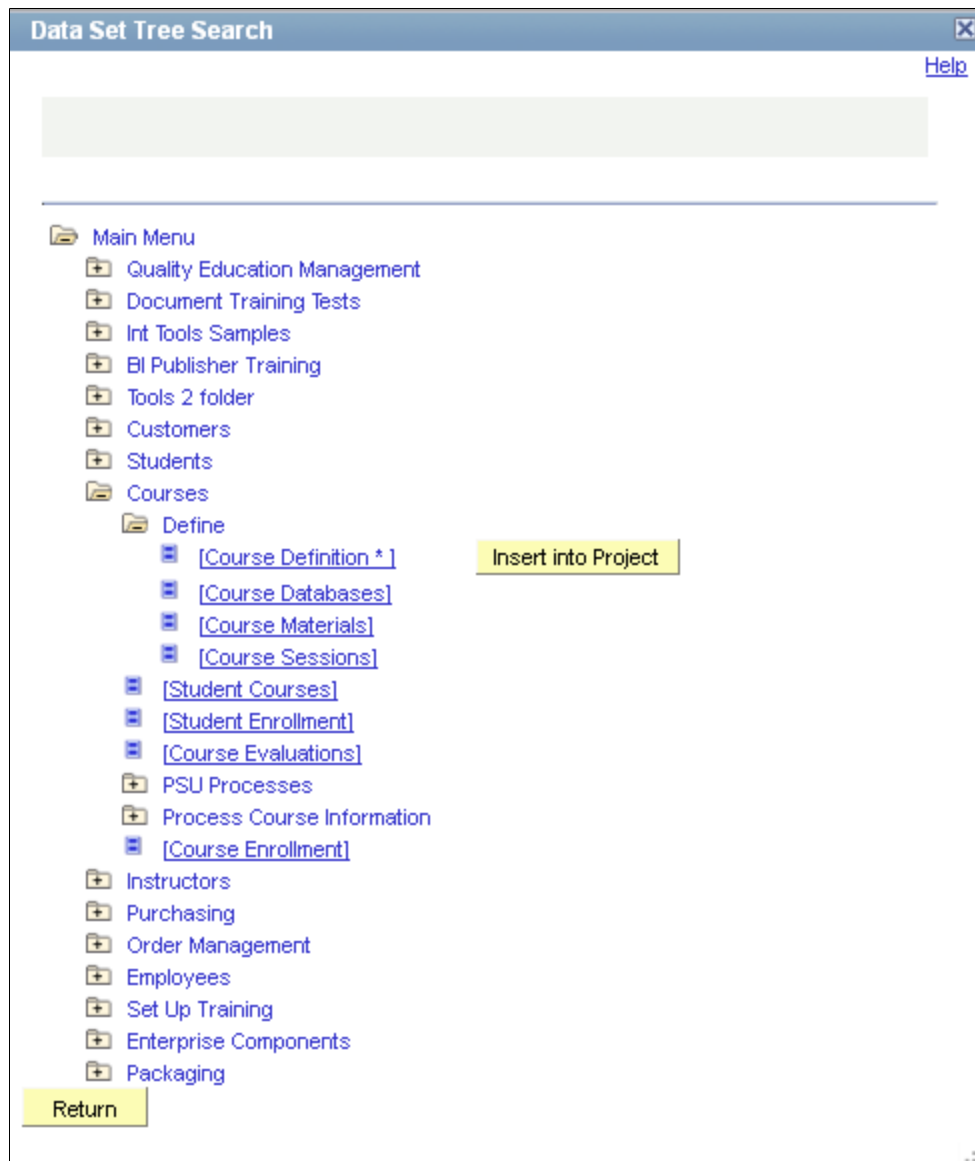 Data Set Tree Search
Help
Main Menu
Quality Education Management
Document Training Tests
Int Tools Samples
BI Publisher Training
Tools 2 folder
Customers
Students
Courses
Define
[Course Definition * ] Insert into Project
[Course Databases]
[Course Materials]
[Course Sessions]
[Student Courses]
[Student Enrollment]
[Course Evaluations]
PSU Processes
Process Course Information
[Course Enrollment]
Instructors
Purchasing
Order Management
Employees
Set Up Training
Enterprise Components
Packaging
Return